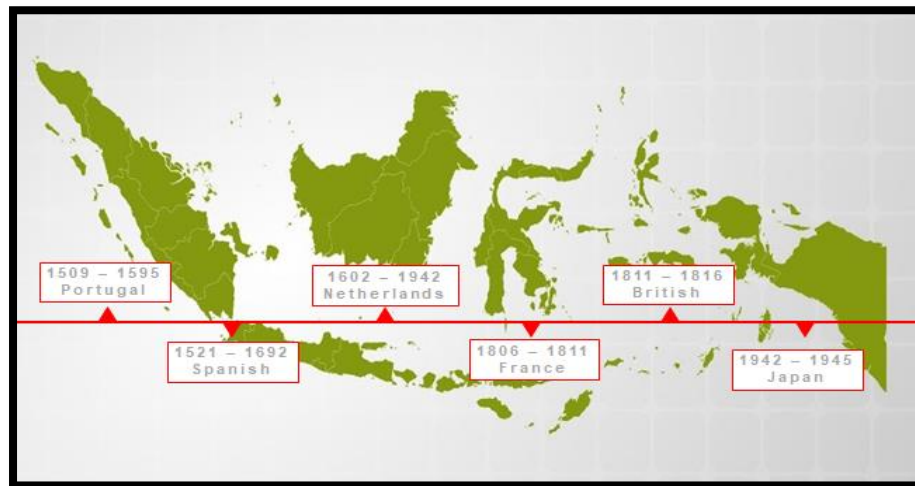 1509 – 1595
Portugal
1521 – 1692
Spanish
1602 – 1942
Netherlands
1806 – 1811
France
1811 – 1816
British
1942 – 1945
Japan